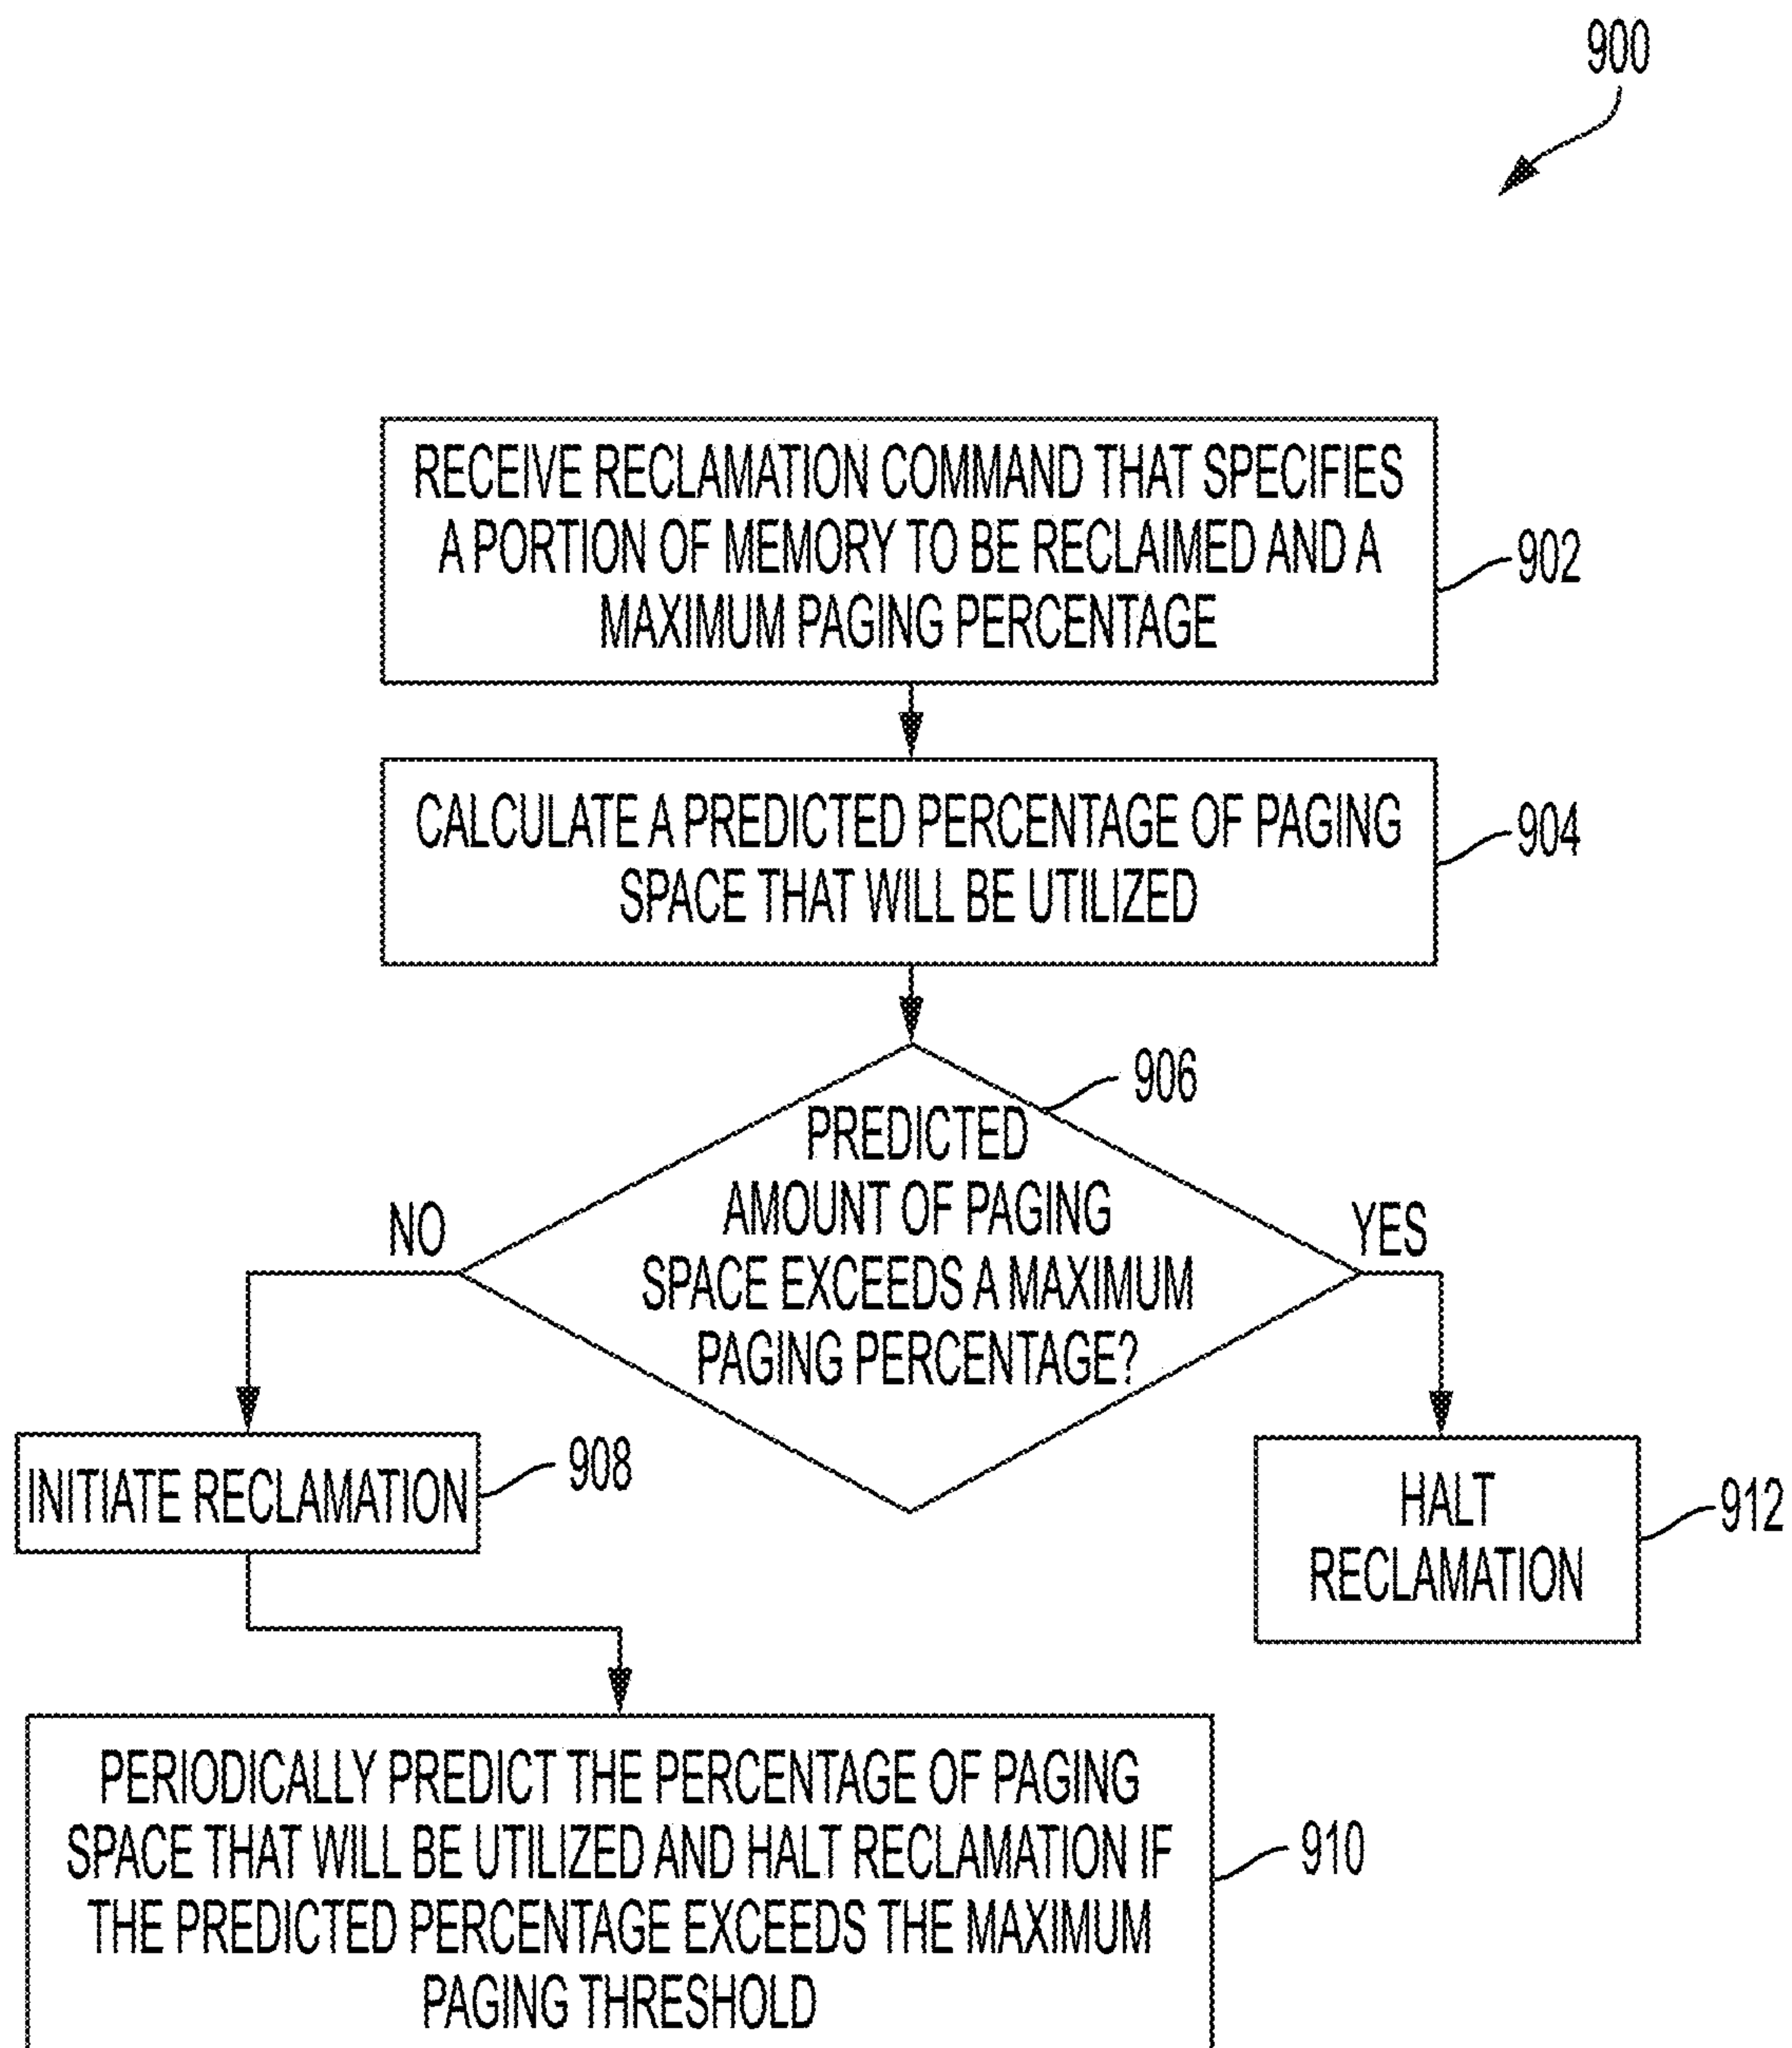 900
RECEIVE RECLAMATION COMMAND THAT SPECIFIES
A PORTION OF MEMORY TO BE RECLAIMED AND A
MAXIMUM PAGING PERCENTAGE
902
CALCULATE A PREDICTED PERCENTAGE OF PAGING
SPACE THAT WILL BE UTILIZED
904
906
PREDICTED
AMOUNT OF PAGING
SPACE EXCEEDS A MAXIMUM
PAGING PERCENTAGE?
NO
YES
INITIATE RECLAMATION
908
HALT
RECLAMATION
912
PERIODICALLY PREDICT THE PERCENTAGE OF PAGING
SPACE THAT WILL BE UTILIZED AND HALT RECLAMATION IF
THE PREDICTED PERCENTAGE EXCEEDS THE MAXIMUM
PAGING THRESHOLD
910